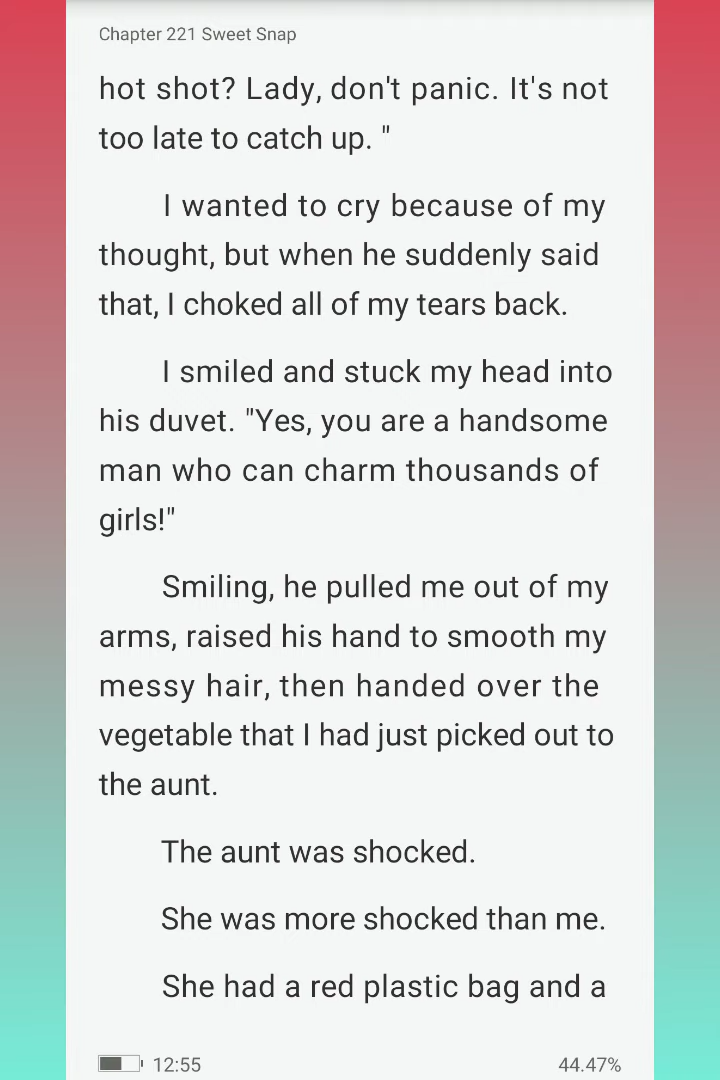 Chapter 221 Sweet Snap
hot shot? Lady, don't panic. It's not
too late to catch up. "
I wanted to cry because of my
thought, but when he suddenly said
that, I choked all of my tears back.
I smiled and stuck my head into
his duvet. "Yes, you are a handsome
man who can charm thousands of
girls!"
Smiling, he pulled me out of my
arms, raised his hand to smooth my
messy hair, then handed over the
vegetable that I had just picked out to
the aunt.
The aunt was shocked.
She was more shocked than me.
She had a red plastic bag and a
12:55
44.47%